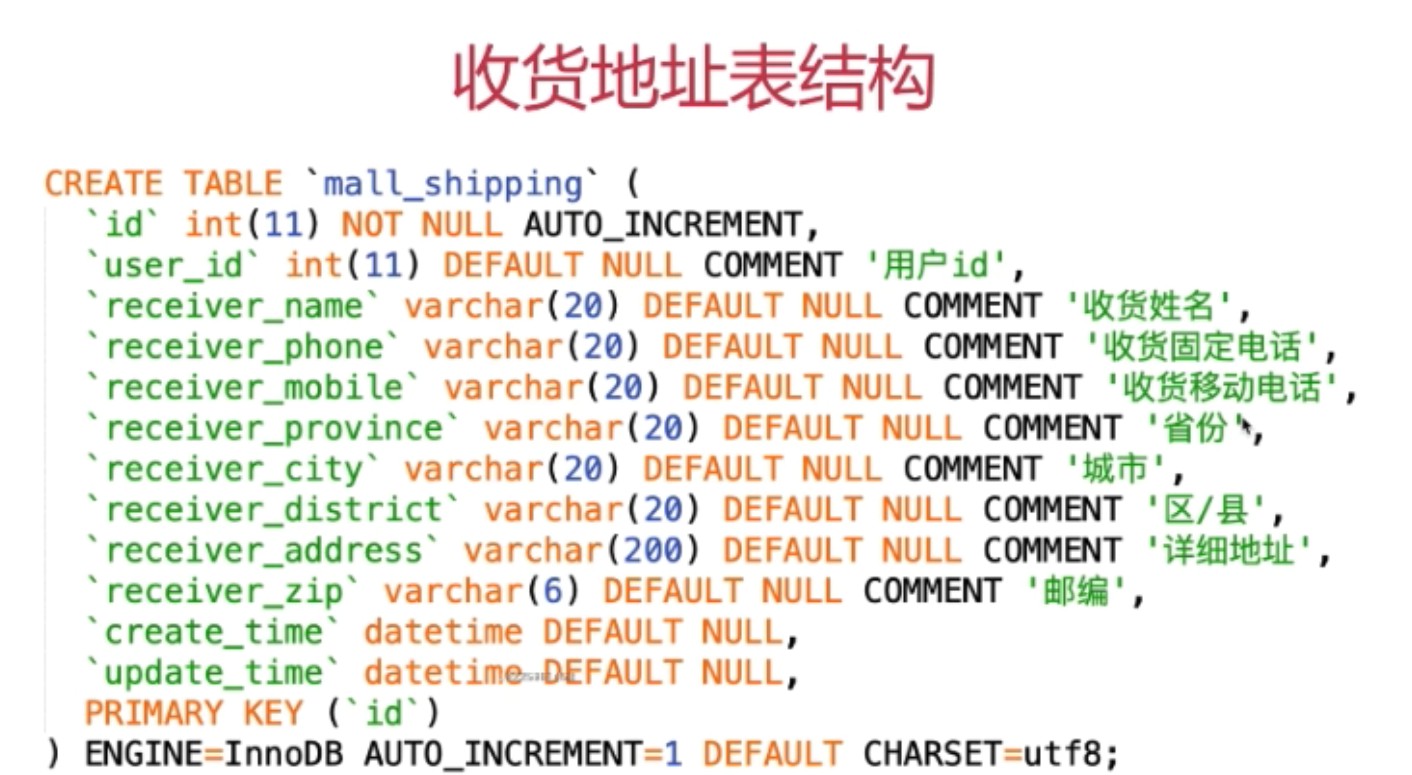 收货地址表结构
CREATE TABLE `mall_shipping` (
`id` int(11) NOT NULL AUTO_INCREMENT,
`user_id` int(11) DEFAULT NULL COMMENT '用户id',
`receiver_name` varchar(20) DEFAULT NULL COMMENT '收货姓名',
`receiver_phone` varchar(20) DEFAULT NULL COMMENT '收货固定电话',
`receiver_mobile` varchar(20) DEFAULT NULL COMMENT '收货移动电话',
`receiver_province` varchar(20) DEFAULT NULL COMMENT '省份',
`receiver_city` varchar(20) DEFAULT NULL COMMENT '城市',
`receiver_district` varchar(20) DEFAULT NULL COMMENT '区/县',
`receiver_address` varchar(200) DEFAULT NULL COMMENT '详细地址',
`receiver_zip` varchar(6) DEFAULT NULL COMMENT '邮编',
`create_time` datetime DEFAULT NULL,
`update_time` datetime DEFAULT NULL,
PRIMARY KEY (`id`)
) ENGINE=InnoDB AUTO_INCREMENT=1 DEFAULT CHARSET=utf8;